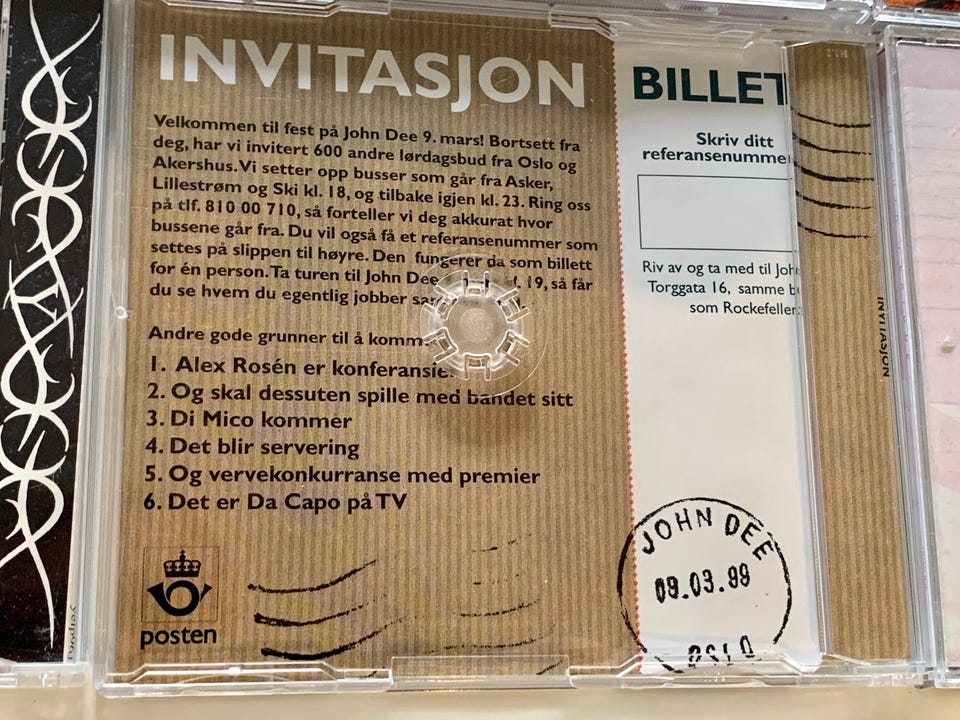 INVITASJON
Velkommen til fest på John Dee 9. mars! Bortsett fra
deg, har vi invitert 600 andre lørdagsbud fra Oslo og
Akershus. Vi setter opp busser som går fra Asker,
Lillestrøm og Ski kl. 18, og tilbake igjen kl. 23. Ring oss
på tlf. 810 00 710, så forteller vi deg akkurat hvor
bussene går fra. Du vil også få et referansenummer som
settes på slippen til høyre. Den fungerer da som billett
for én person. Ta turen til John Dee 19, så får
du se hvem du egentlig jobber
Andre gode grunner til å komm
1. Alex Rosén er konferansie
2. Og skal dessuten spille med bandet sitt
3. Di Mico kommer
4. Det blir servering
5. Og vervekonkurranse med premier
6. Det er Da Capo på TV
posten
BILLET
Skriv ditt
referansenumme
Riv av og ta med til Joh
Torggata 16, samme b
som Rockefeller
JOHN DEE
09.03.99
OSLO
INVITASJON